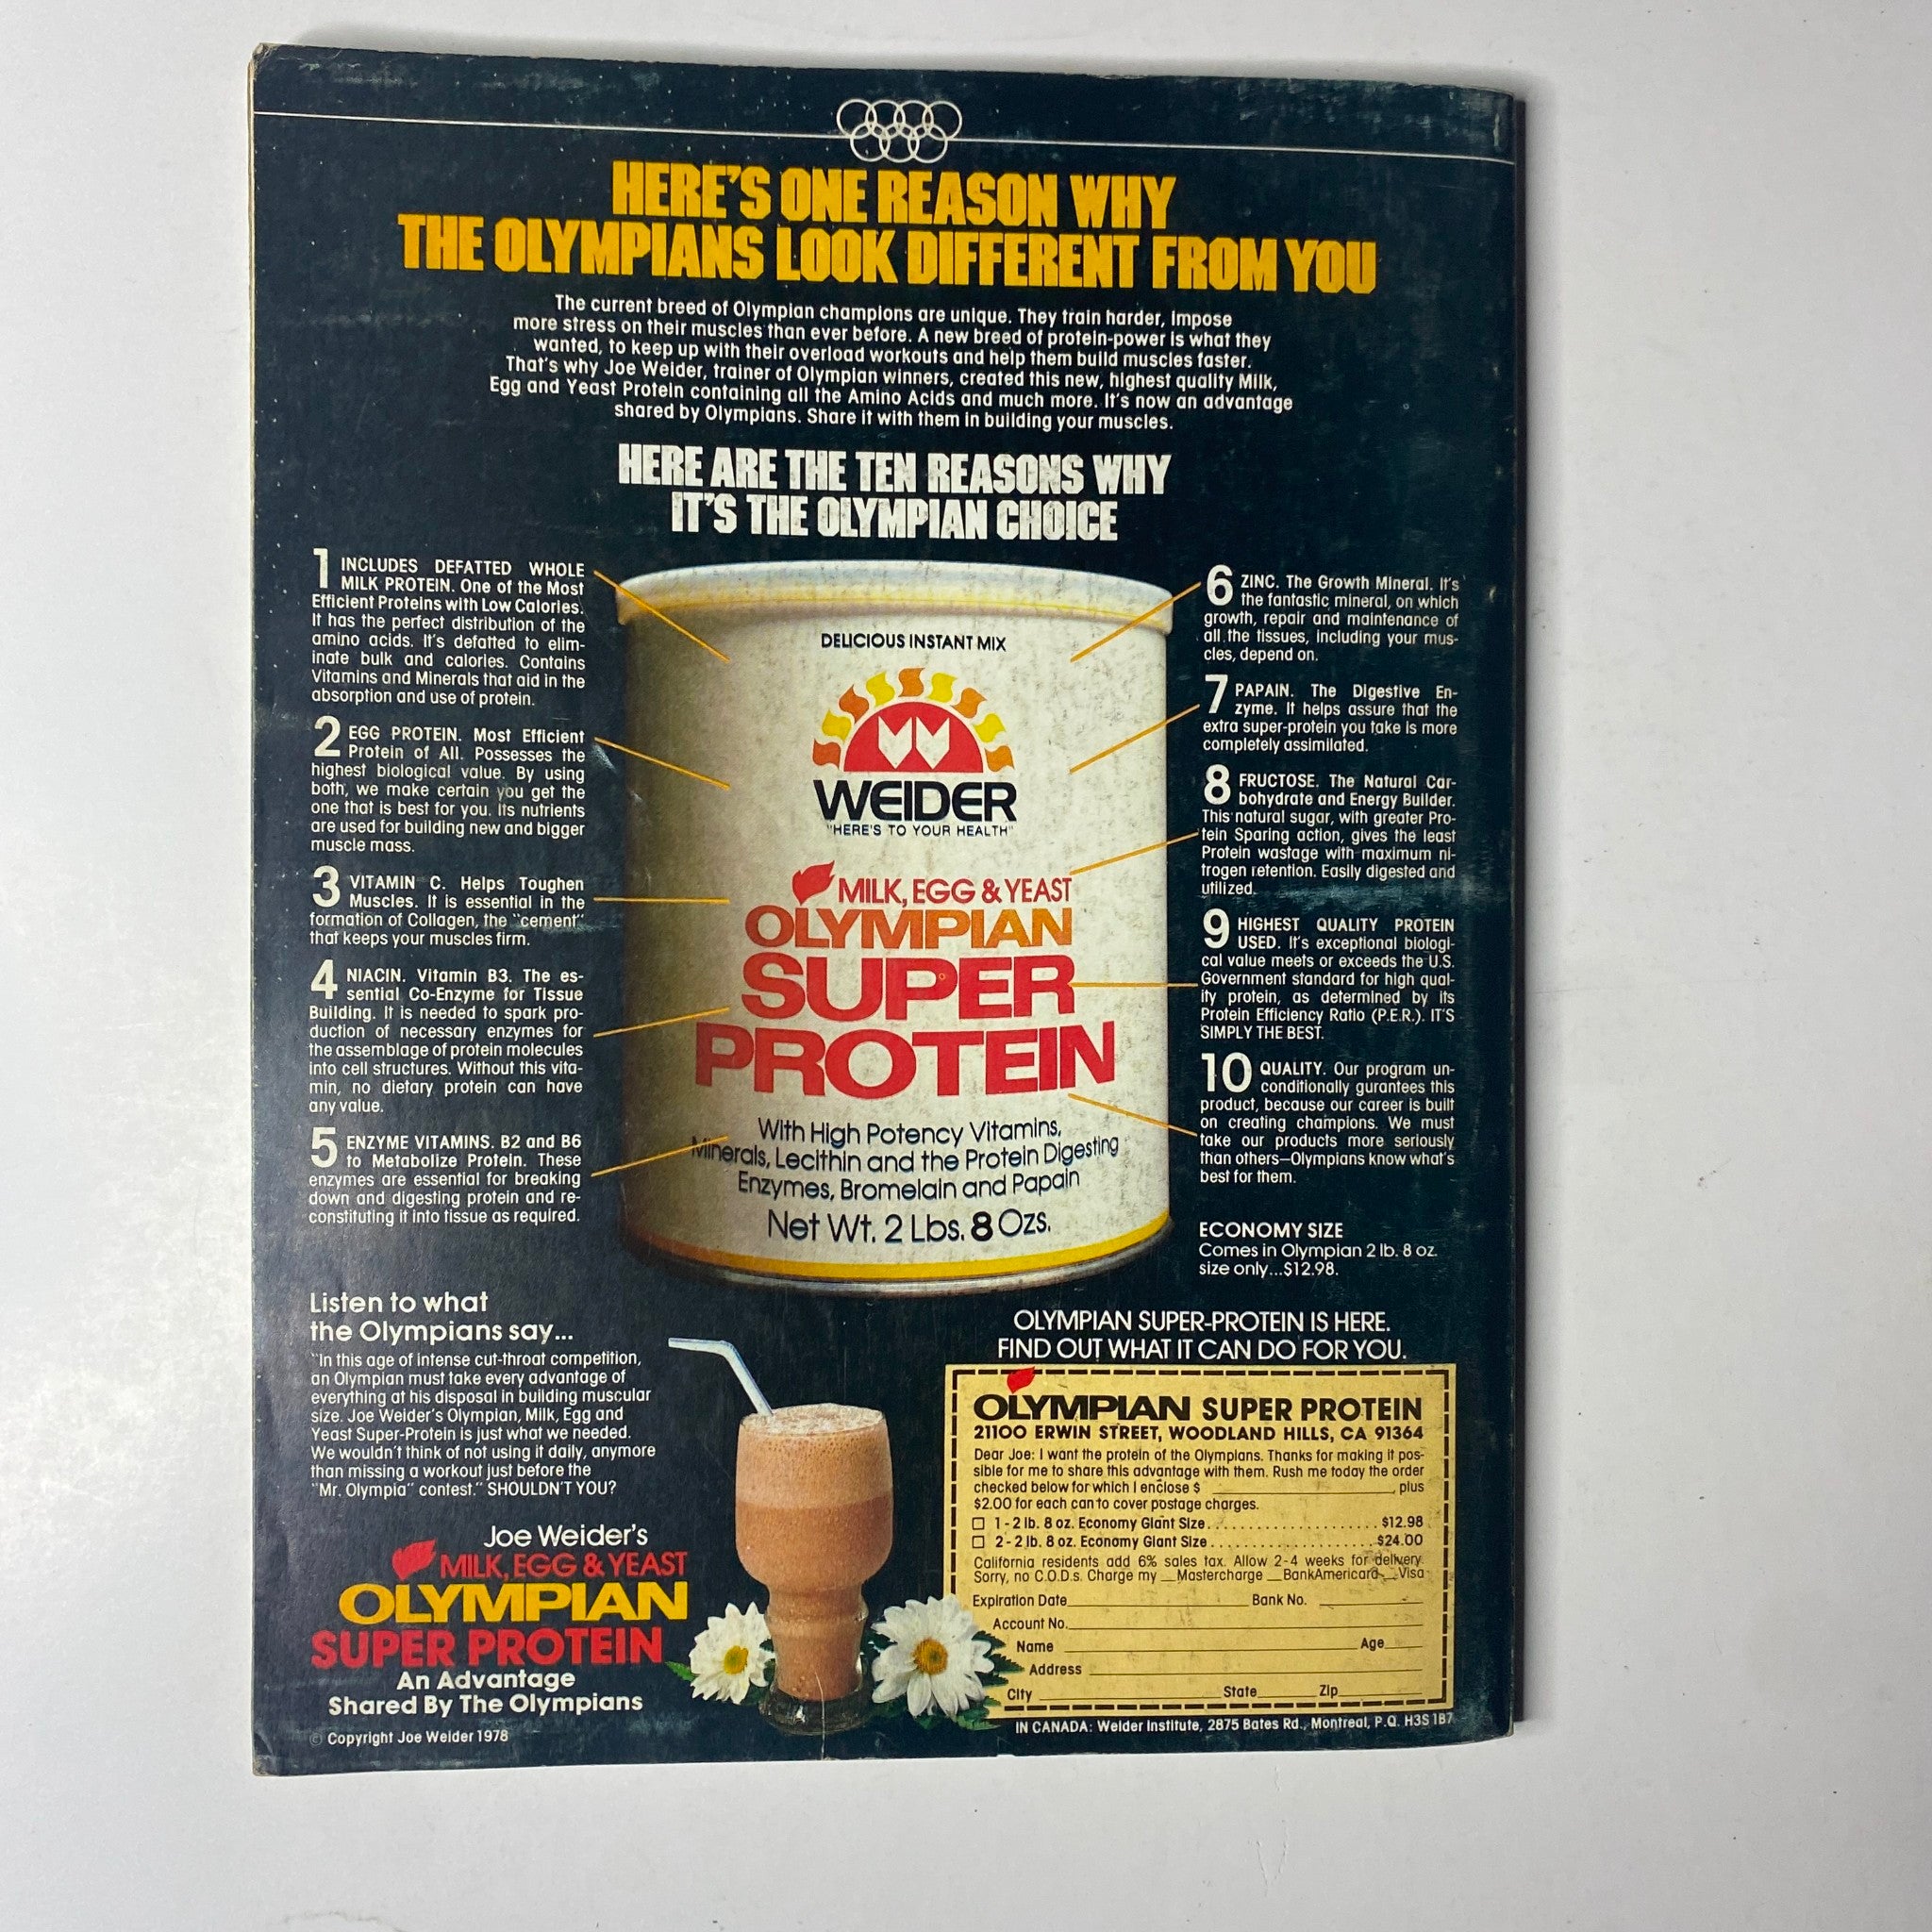 HERE'S ONE REASON WHY
THE OLYMPIANS LOOK DIFFERENT FROM YOU
The current breed of Olympian champions are unique. They train harder, impose
more stress on their muscles than ever before. A new breed of protein-power is what they
wanted, to keep up with their overload workouts and help them build muscles faster.
That's why Joe Weider, trainer of Olympian winners, created this new, highest quality Milk,
Egg and Yeast Protein containing all the Amino Acids and much more. It's now an advantage
shared by Olympians. Share it with them in building your muscles.
HERE ARE THE TEN REASONS WHY
IT'S THE OLYMPIAN CHOICE
1 INCLUDES DEFATTED WHOLE
MILK PROTEIN. One of the Most
Efficient Proteins with Low Calories.
It has the perfect distribution of the
amino acids. It's defatted to elim-
inate bulk and calories. Contains
Vitamins and Minerals that aid in the
absorption and use of protein.
2 EGG PROTEIN. Most Efficient
Protein of All. Possesses the
highest biological value. By using
both, we make certain you get the
one that is best for you. Its nutrients
are used for building new and bigger
muscle mass.
3 VITAMIN C. Helps Toughen
Muscles. It is essential in the
formation of Collagen, the "cement"
that keeps your muscles firm.
4 NIACIN. Vitamin B3. The es-
sential Co-Enzyme for Tissue
Building. It is needed to spark pro-
duction of necessary enzymes for
the assemblage of protein molecules
into cell structures. Without this vita-
min, no dietary protein can have
any value.
5 ENZYME VITAMINS. B2 and B6
to Metabolize Protein. These
enzymes are essential for breaking
down and digesting protein and re-
constituting it into tissue as required.
DELICIOUS INSTANT MIX
WEIDER
"HERE'S TO YOUR HEALTH"
MILK, EGG & YEAST
OLYMPIAN
SUPER
PROTEIN
With High Potency Vitamins,
Minerals, Lecithin and the Protein Digesting
Enzymes, Bromelain and Papain
Net Wt. 2 Lbs. 8 Ozs.
6 ZINC. The Growth Mineral. It's
the fantastic mineral, on which
growth, repair and maintenance of
all the tissues, including your mus-
cles, depend on.
7 PAPAIN. The Digestive En-
zyme. It helps assure that the
extra super-protein you take is more
completely assimilated.
8 FRUCTOSE. The Natural Car-
bohydrate and Energy Builder.
This natural sugar, with greater Pro-
tein Sparing action, gives the least
Protein wastage with maximum ni-
trogen retention. Easily digested and
utilized.
9 HIGHEST QUALITY PROTEIN
USED. It's exceptional biologi-
cal value meets or exceeds the U.S.
Government standard for high qual-
ity protein, as determined by its
Protein Efficiency Ratio (P.E.R.). IT'S
SIMPLY THE BEST.
10 QUALITY. Our program un-
conditionally gurantees this
product, because our career is built
on creating champions. We must
take our products more seriously
than others—Olympians know what's
best for them.
ECONOMY SIZE
Comes in Olympian 2 lb. 8 oz.
size only...$12.98.
Listen to what
the Olympians say...
"In this age of intense cut-throat competition,
an Olympian must take every advantage of
everything at his disposal in building muscular
size. Joe Weider's Olympian, Milk, Egg and
Yeast Super-Protein is just what we needed.
We wouldn't think of not using it daily, anymore
than missing a workout just before the
"Mr. Olympia" contest." SHOULDN'T YOU?
Joe Weider's
MILK, EGG & YEAST
OLYMPIAN
SUPER PROTEIN
An Advantage
Shared By The Olympians
© Copyright Joe Weider 1978
OLYMPIAN SUPER-PROTEIN IS HERE.
FIND OUT WHAT IT CAN DO FOR YOU.
OLYMPIAN SUPER PROTEIN
21100 ERWIN STREET, WOODLAND HILLS, CA 91364
Dear Joe: I want the protein of the Olympians. Thanks for making it pos-
sible for me to share this advantage with them. Rush me today the order
checked below for which I enclose $ ____________, plus
$2.00 for each can to cover postage charges.
☐ 1 - 2 lb. 8 oz. Economy Giant Size.......................$12.98
☐ 2 - 2 lb. 8 oz. Economy Giant Size.......................$24.00
California residents add 6% sales tax. Allow 2-4 weeks for delivery.
Sorry, no C.O.D.s. Charge my __Mastercharge __BankAmericard __Visa
Expiration Date____________ Bank No. ____________
Account No.____________
Name ____________ Age____
Address ____________
City ____________ State____ Zip____
IN CANADA: Weider Institute, 2875 Bates Rd., Montreal, P.Q. H3S 1B7